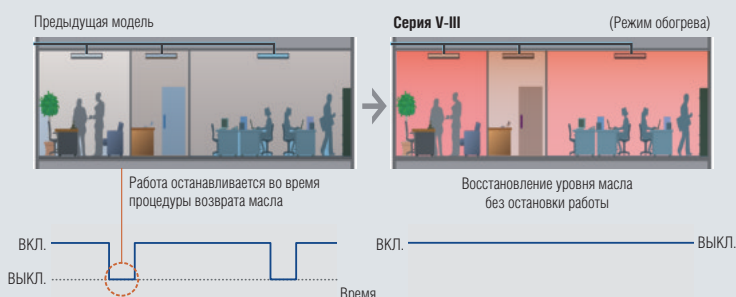 Предыдущая модель
Серия V-III
(Режим обогрева)
Работа останавливается во время
процедуры возврата масла
Восстановление уровня масла
без остановки работы
ВКЛ.
ВЫКЛ.
Время
ВКЛ.
ВЫКЛ.